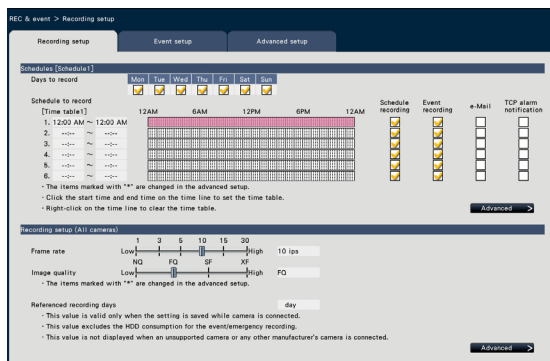 REC & event > Recording setup
Recording setup Event setup Advanced setup
Schedules [Schedule1]
Days to record Mon Tue Wed Thu Fri Sat Sun
Schedule to record
[Time table1] 12AM 6AM 12PM 6PM 12AM Schedule recording Event recording e-Mail TCP alarm notification
1. 12:00 AM ~ 12:00 AM
2. --:-- ~ --:--
3. --:-- ~ --:--
4. --:-- ~ --:--
5. --:-- ~ --:--
6. --:-- ~ --:--
・The items marked with "*" are changed in the advanced setup.
・Click the start time and end time on the time line to set the time table.
・Right-click on the time line to clear the time table.
Advanced >
Recording setup (All cameras)
1 3 5 10 15 30
Frame rate Low High 10 ips
NQ FQ SF XF
Image quality Low High FQ
・The items marked with "*" are changed in the advanced setup.
Referenced recording days day
・This value is valid only when the setting is saved while camera is connected.
・This value excludes the HDD consumption for the event/emergency recording.
・This value is not displayed when an unsupported camera or any other manufacturer's camera is connected.
Advanced >